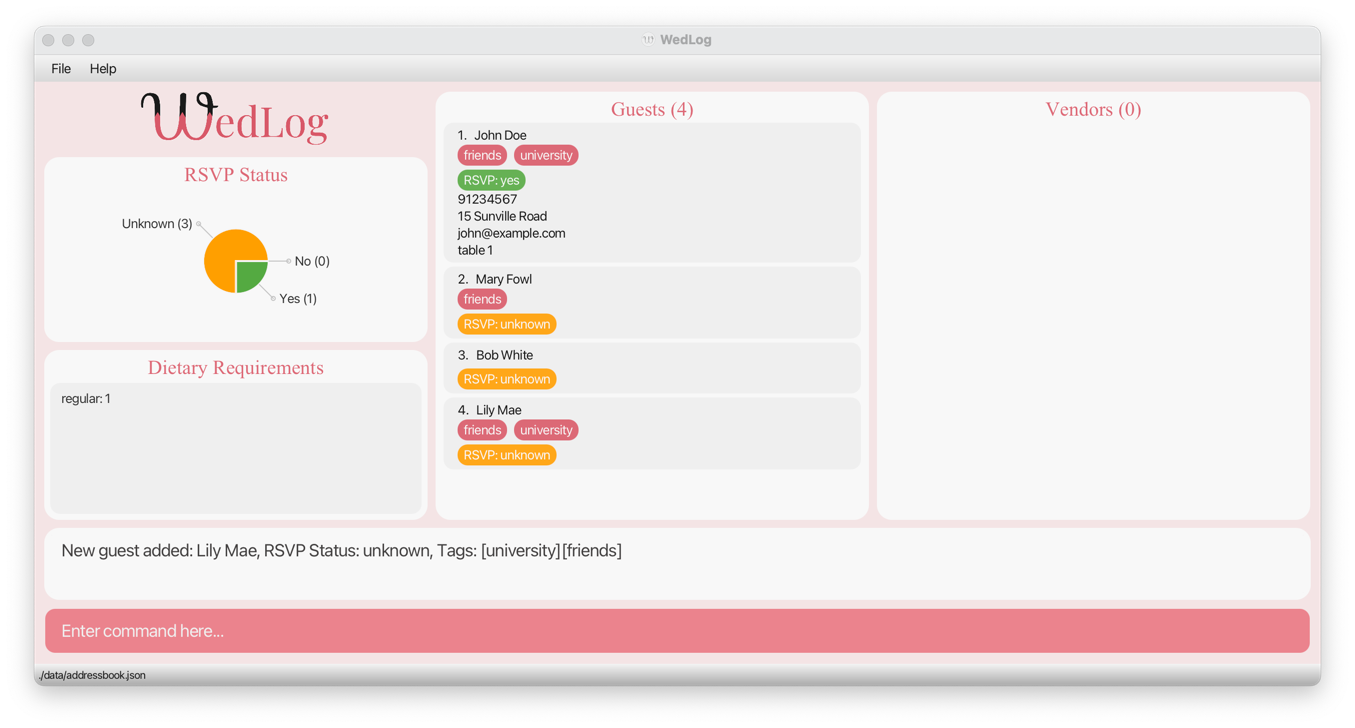 WedLog
File Help
WedLog
RSVP Status
Unknown (3)
No (0)
Yes (1)
Dietary Requirements
regular: 1
Guests (4)
1. John Doe
friends university
RSVP: yes
91234567
15 Sunville Road
john@example.com
table 1
2. Mary Fowl
friends
RSVP: unknown
3. Bob White
RSVP: unknown
4. Lily Mae
friends university
RSVP: unknown
Vendors (0)
New guest added: Lily Mae, RSVP Status: unknown, Tags: [university][friends]
Enter command here...
./data/addressbook.json